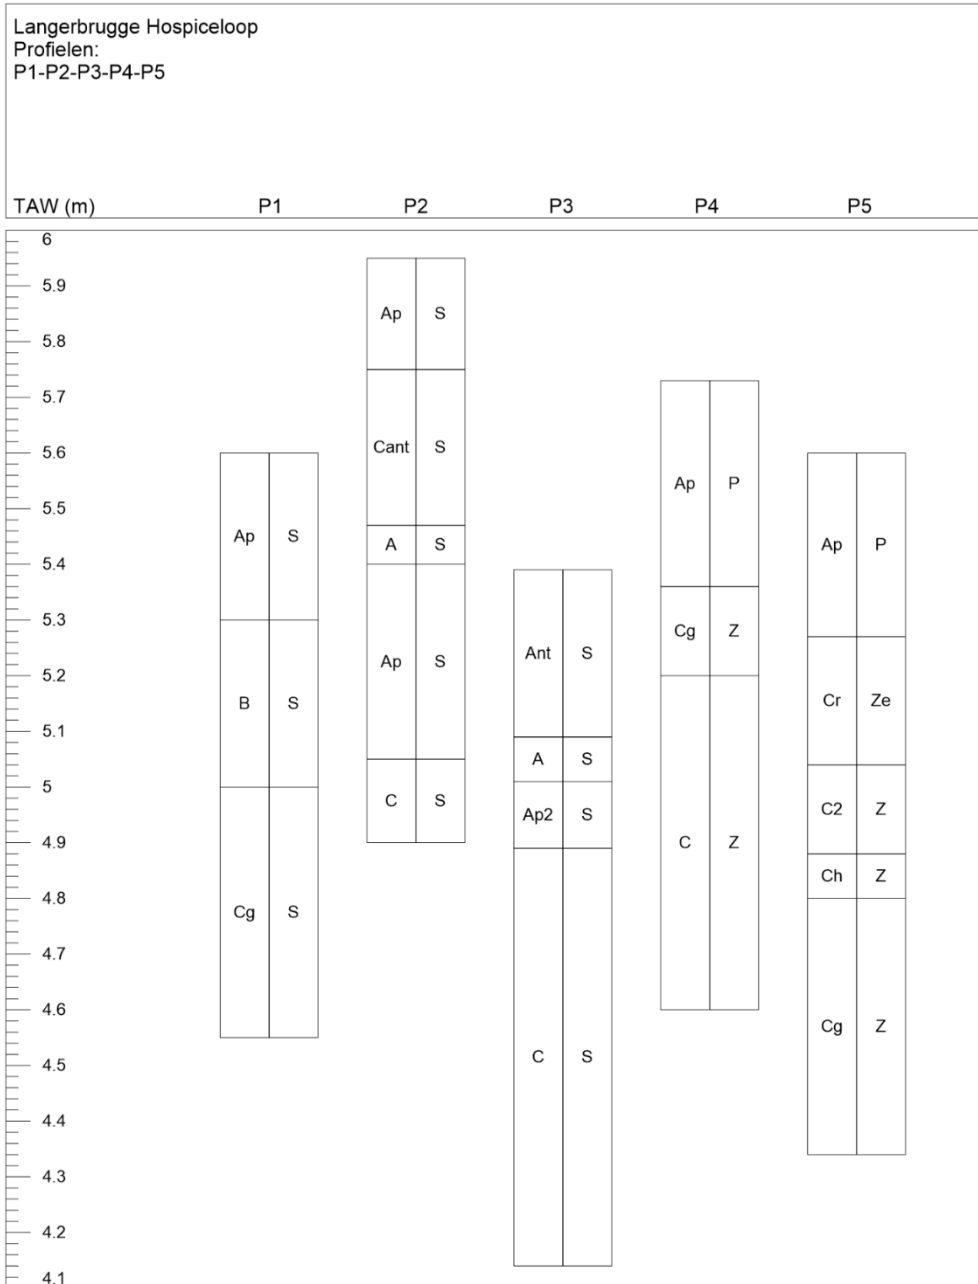 Langerbrugge Hospiceloop
Profielen:
P1-P2-P3-P4-P5
TAW (m) P1 P2 P3 P4 P5
6
5.9
Ap S
5.8
5.7
Cant S
5.6
5.5
Ap S
A S
Ap P
Ap P
5.4
5.3
Ant S
Cg Z
5.2
Ap S
B S
Cr Ze
5.1
A S
5
C S
Ap2 S
C2 Z
4.9
C Z
Ch Z
4.8
Cg S
4.7
4.6
Cg Z
4.5
C S
4.4
4.3
4.2
4.1